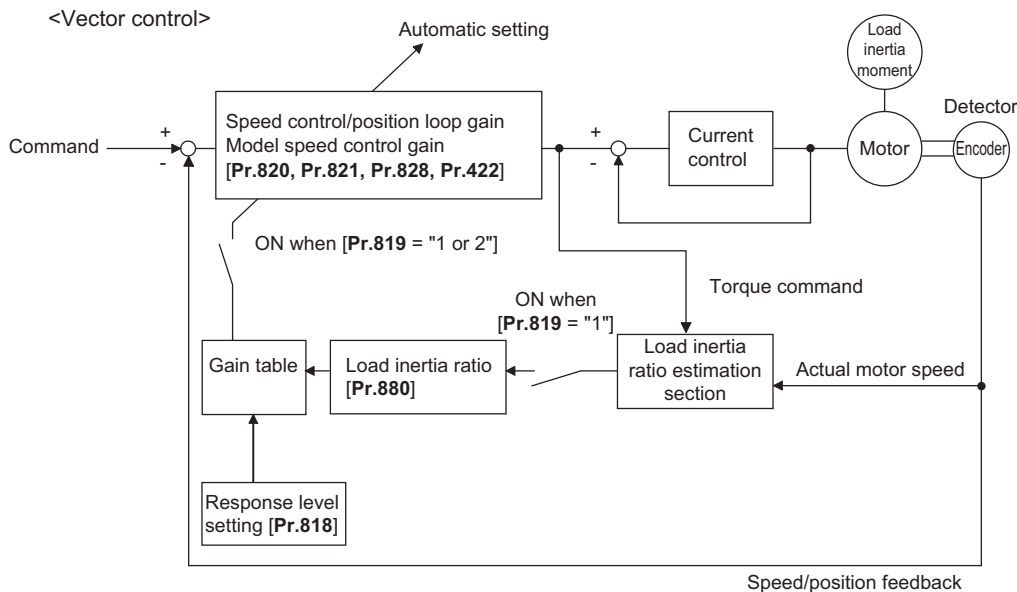 <Vector control>
Automatic setting
Load
inertia
moment
Detector
Command
+
-
Speed control/position loop gain
Model speed control gain
[Pr.820, Pr.821, Pr.828, Pr.422]
+
-
Current
control
Motor
Encoder
ON when [Pr.819 = "1 or 2"]
Torque command
ON when
[Pr.819 = "1"]
Gain table
Load inertia ratio
[Pr.880]
Load inertia
ratio estimation
section
Actual motor speed
Response level
setting [Pr.818]
Speed/position feedback